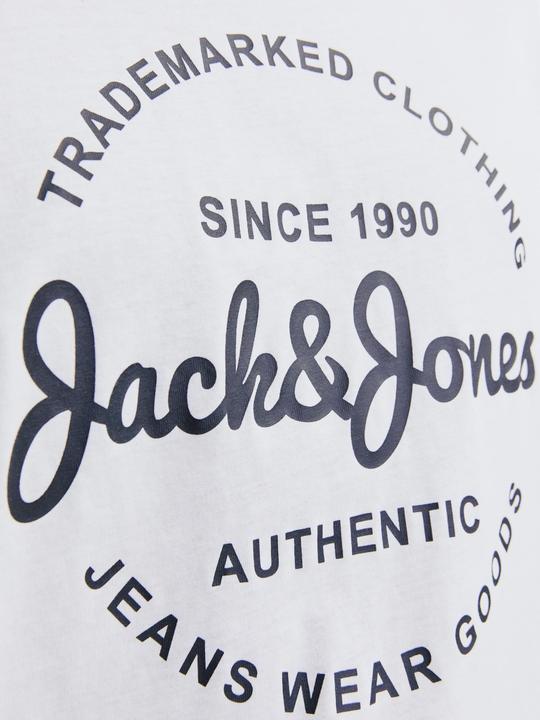 TRADEMARKED CLOTHING
SINCE 1990
Jack&Jones
AUTHENTIC
JEANS WEAR GOODS